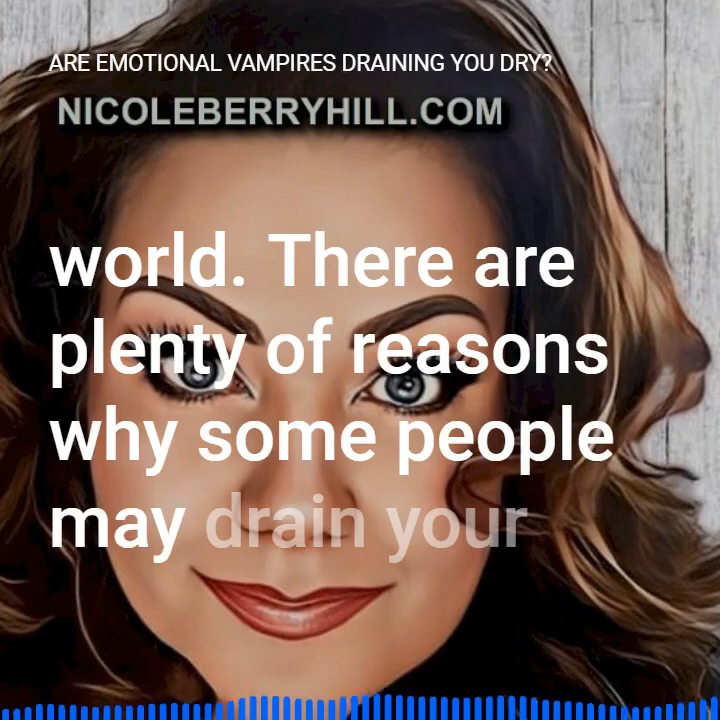 ARE EMOTIONAL VAMPIRES DRAINING YOU DRY?
NICOLEBERRYHILL.COM
world. There are
plenty of reasons
why some people
may drain your